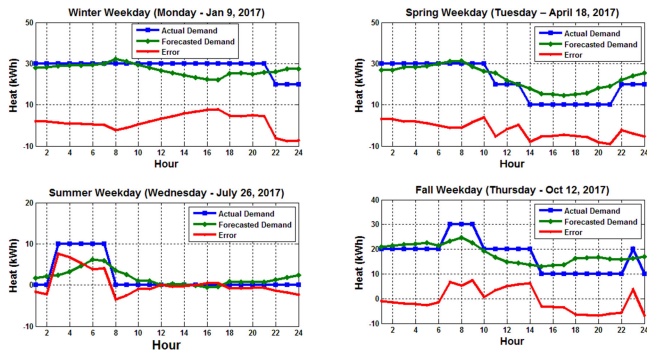 Winter Weekday (Monday - Jan 9, 2017)
50
30
10
-10
Heat (kWh)
Actual Demand
Forecasted Demand
Error
2 4 6 8 10 12 14 16 18 20 22 24
Hour
Spring Weekday (Tuesday – April 18, 2017)
50
30
10
-10
Heat (kWh)
Actual Demand
Forecasted Demand
Error
2 4 6 8 10 12 14 16 18 20 22 24
Hour
Summer Weekday (Wednesday - July 26, 2017)
20
10
0
-10
Heat (kWh)
Actual Demand
Forecasted Demand
Error
2 4 6 8 10 12 14 16 18 20 22 24
Hour
Fall Weekday (Thursday - Oct 12, 2017)
40
30
20
10
0
-10
Heat (kWh)
Actual Demand
Forecasted Demand
Error
2 4 6 8 10 12 14 16 18 20 22 24
Hour